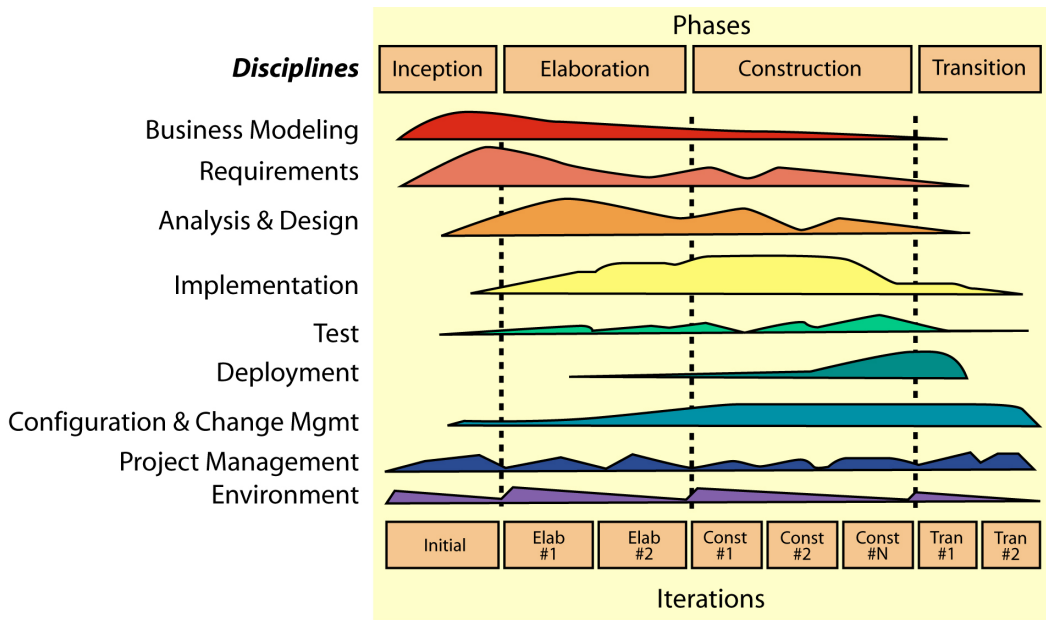 Phases
Disciplines
Inception
Elaboration
Construction
Transition
Business Modeling
Requirements
Analysis & Design
Implementation
Test
Deployment
Configuration & Change Mgmt
Project Management
Environment
Initial
Elab
#1
Elab
#2
Const
#1
Const
#2
Const
#N
Tran
#1
Tran
#2
Iterations